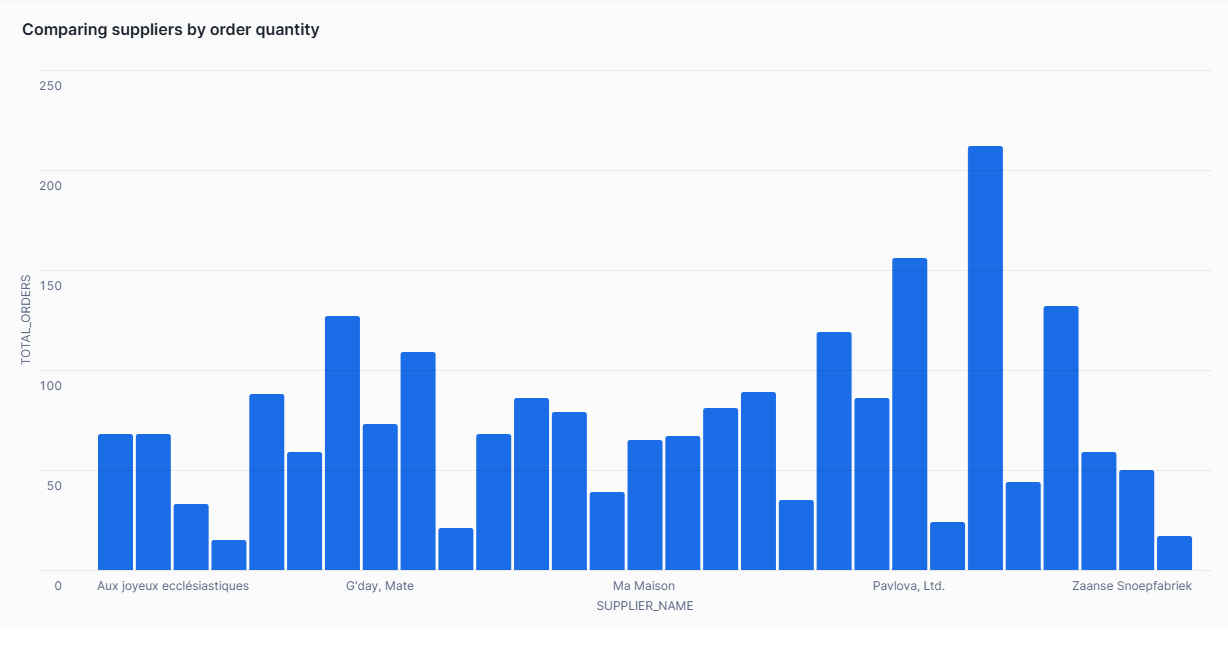 Comparing suppliers by order quantity
250
200
150
100
50
0
TOTAL_ORDERS
Aux joyeux ecclésiastiques
G'day, Mate
Ma Maison
Pavlova, Ltd.
Zaanse Snoepfabriek
SUPPLIER_NAME